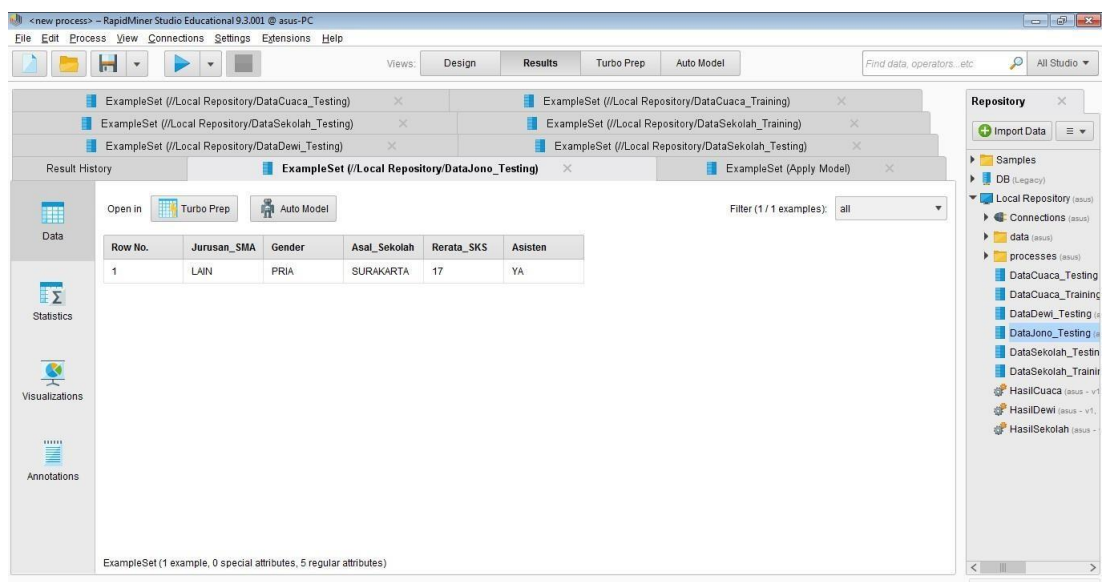 <new process> – RapidMiner Studio Educational 9.3.001 @ asus-PC
File Edit Process View Connections Settings Extensions Help
Views: Design Results Turbo Prep Auto Model Find data, operators...etc All Studio
ExampleSet (//Local Repository/DataCuaca_Testing) ExampleSet (//Local Repository/DataCuaca_Training)
ExampleSet (//Local Repository/DataSekolah_Testing) ExampleSet (//Local Repository/DataSekolah_Training)
ExampleSet (//Local Repository/DataDewi_Testing) ExampleSet (//Local Repository/DataSekolah_Testing)
Result History ExampleSet (//Local Repository/DataJono_Testing) ExampleSet (Apply Model)
Data
Statistics
Visualizations
Annotations
Open in Turbo Prep Auto Model Filter (1 / 1 examples): all
Row No. Jurusan_SMA Gender Asal_Sekolah Rerata_SKS Asisten
1 LAIN PRIA SURAKARTA 17 YA
ExampleSet (1 example, 0 special attributes, 5 regular attributes)
Repository
Import Data
Samples
DB (Legacy)
Local Repository (asus)
Connections (asus)
data (asus)
processes (asus)
DataCuaca_Testing
DataCuaca_Training
DataDewi_Testing
DataJono_Testing
DataSekolah_Testin
DataSekolah_Trainin
HasilCuaca (asus - v1
HasilDewi (asus - v1,
HasilSekolah (asus -